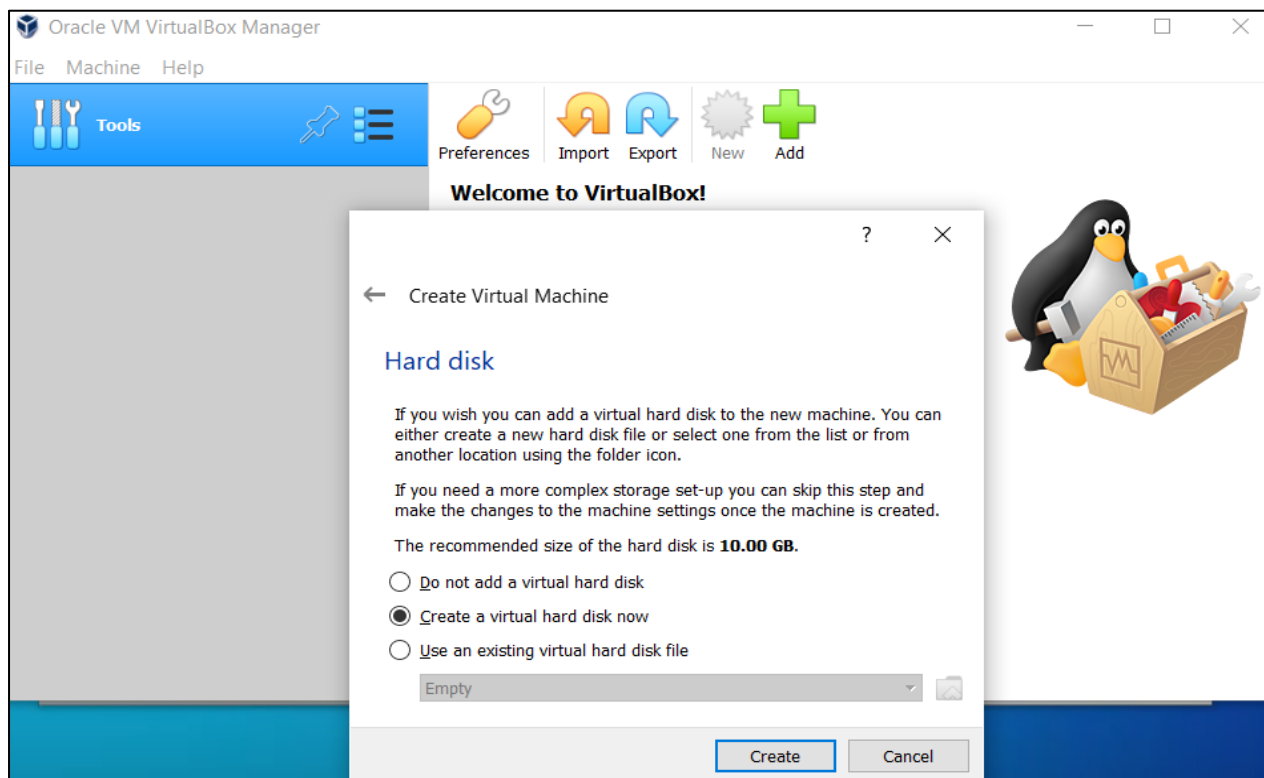 Oracle VM VirtualBox Manager
File Machine Help
Tools
Preferences Import Export New Add
Welcome to VirtualBox!
?
Create Virtual Machine
Hard disk
If you wish you can add a virtual hard disk to the new machine. You can
either create a new hard disk file or select one from the list or from
another location using the folder icon.
If you need a more complex storage set-up you can skip this step and
make the changes to the machine settings once the machine is created.
The recommended size of the hard disk is 10.00 GB.
Do not add a virtual hard disk
Create a virtual hard disk now
Use an existing virtual hard disk file
Empty
Create Cancel